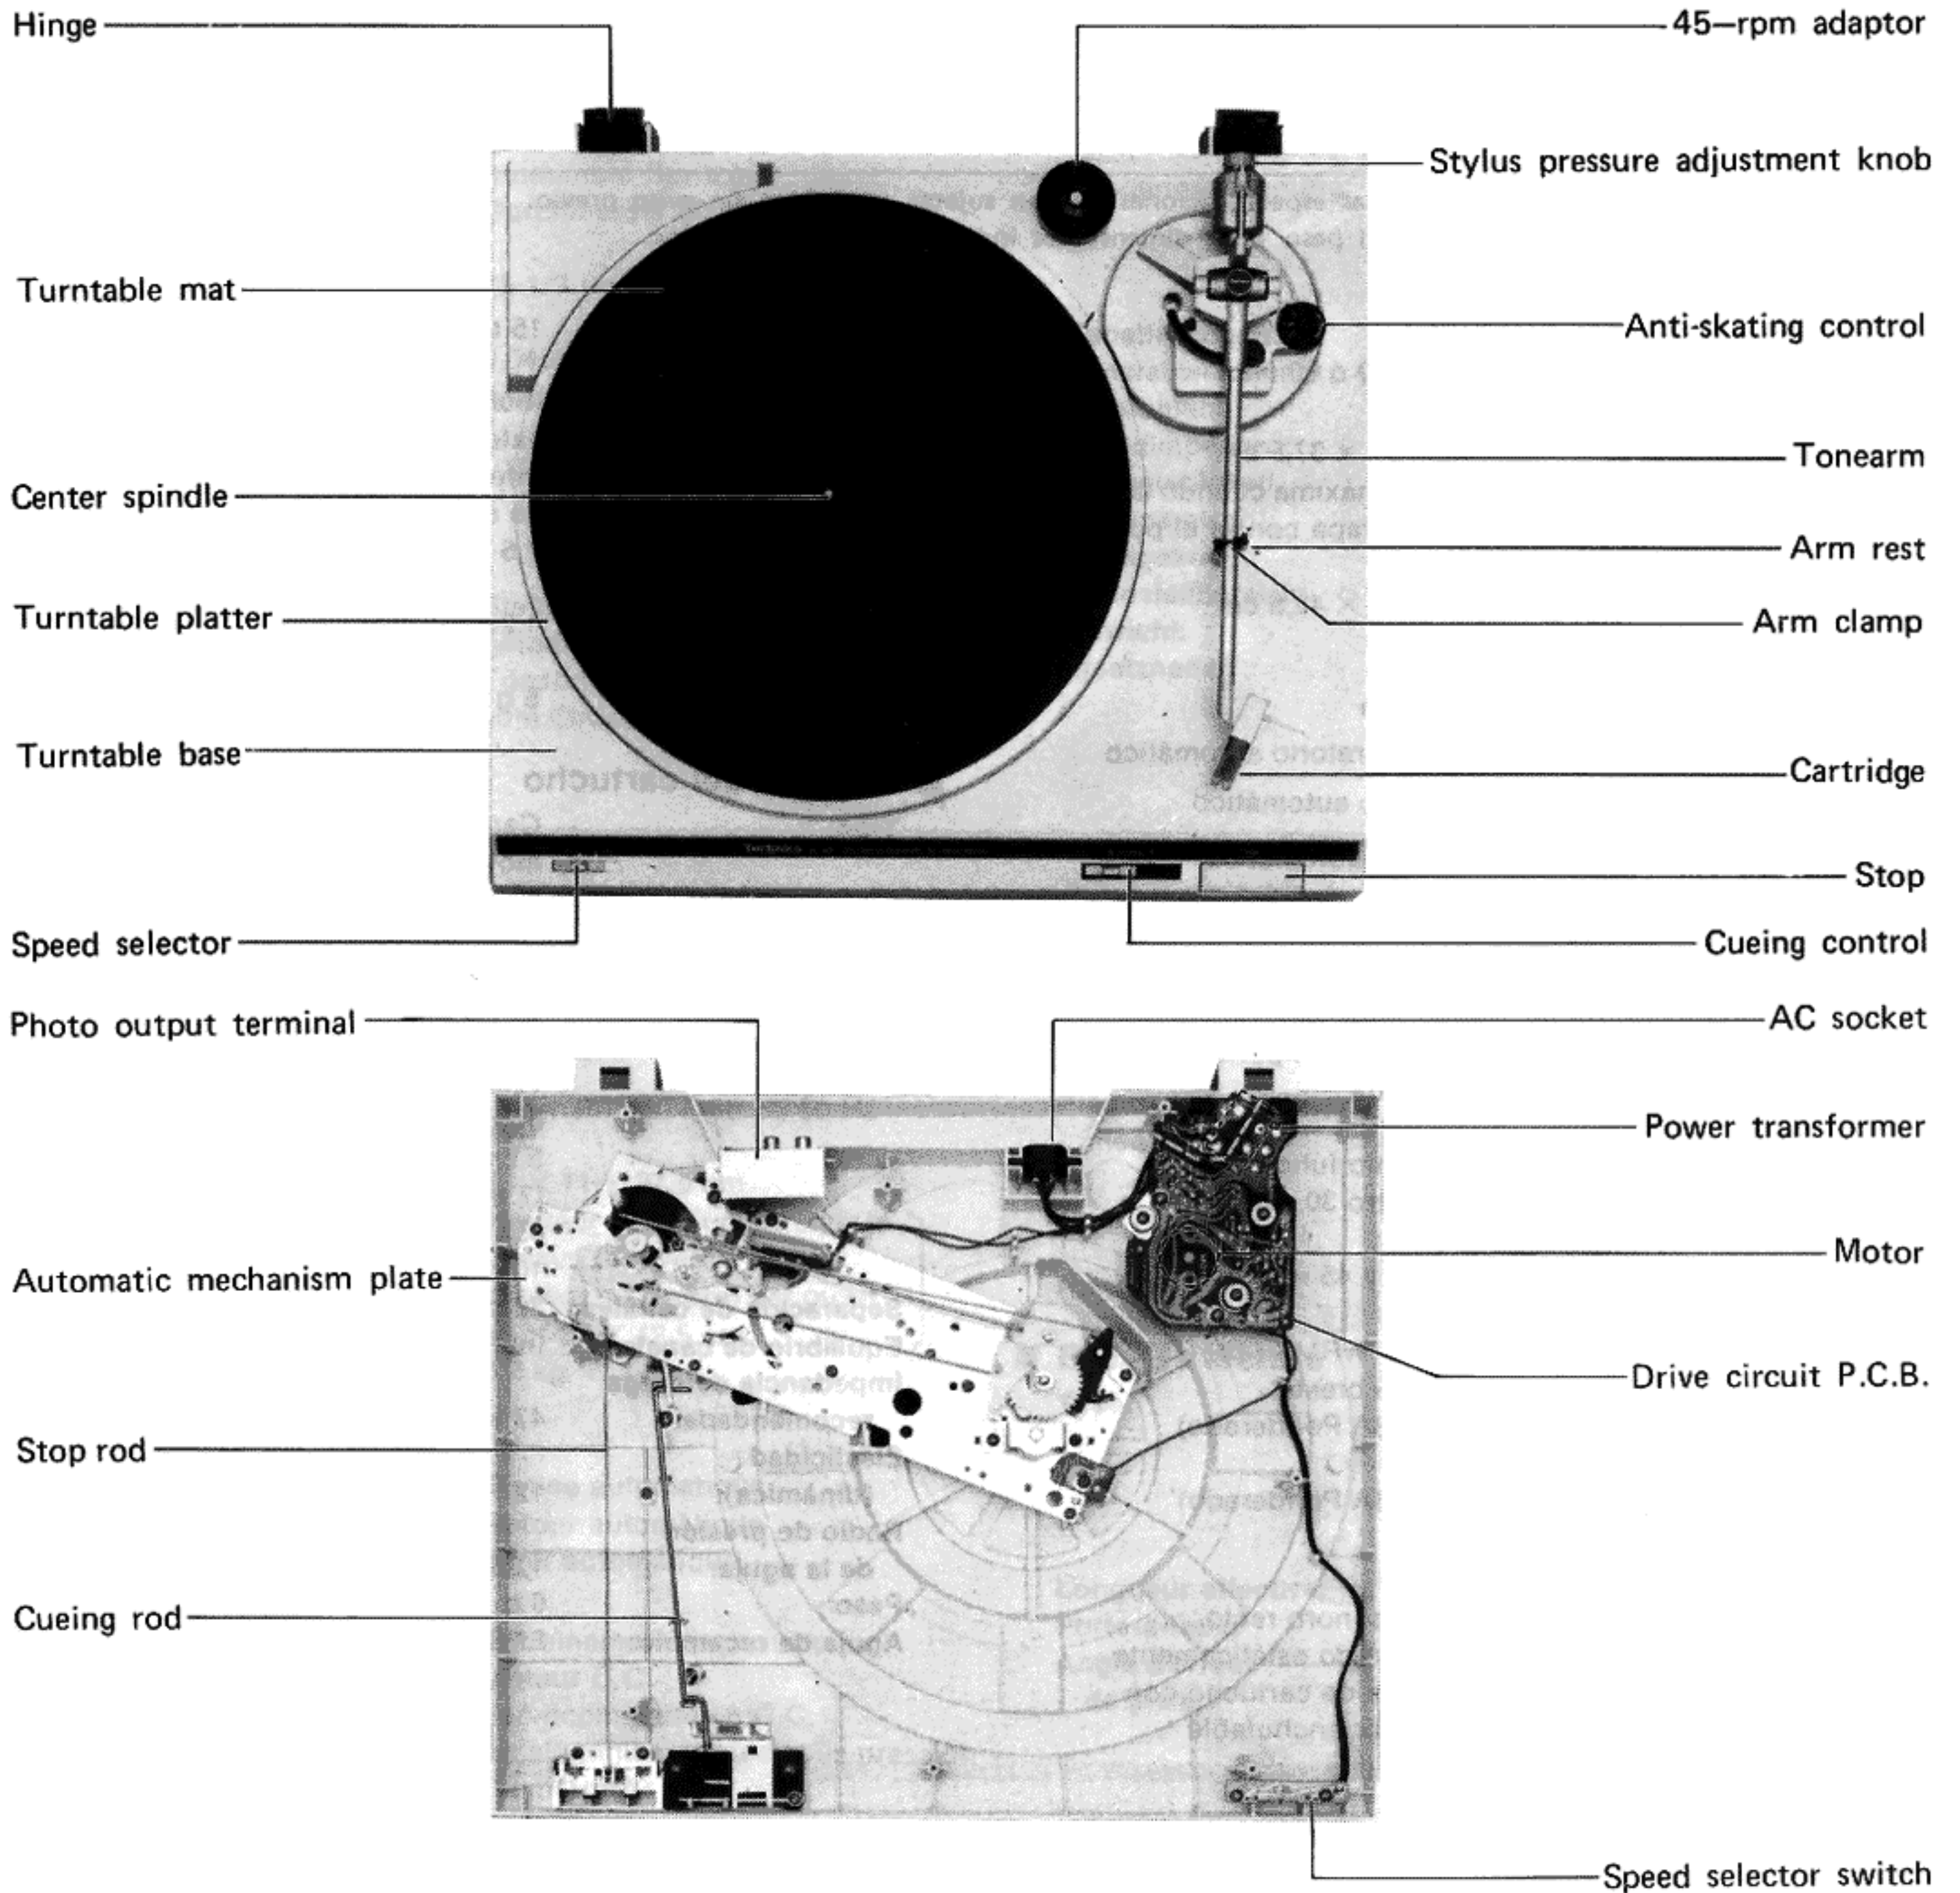 Hinge
45—rpm adaptor
Stylus pressure adjustment knob
Turntable mat
Anti-skating control
Tonearm
Center spindle
Arm rest
Turntable platter
Arm clamp
Turntable base
Cartridge
Technics
Stop
Speed selector
Cueing control
Photo output terminal
AC socket
Power transformer
Motor
Automatic mechanism plate
Drive circuit P.C.B.
Stop rod
Cueing rod
Speed selector switch